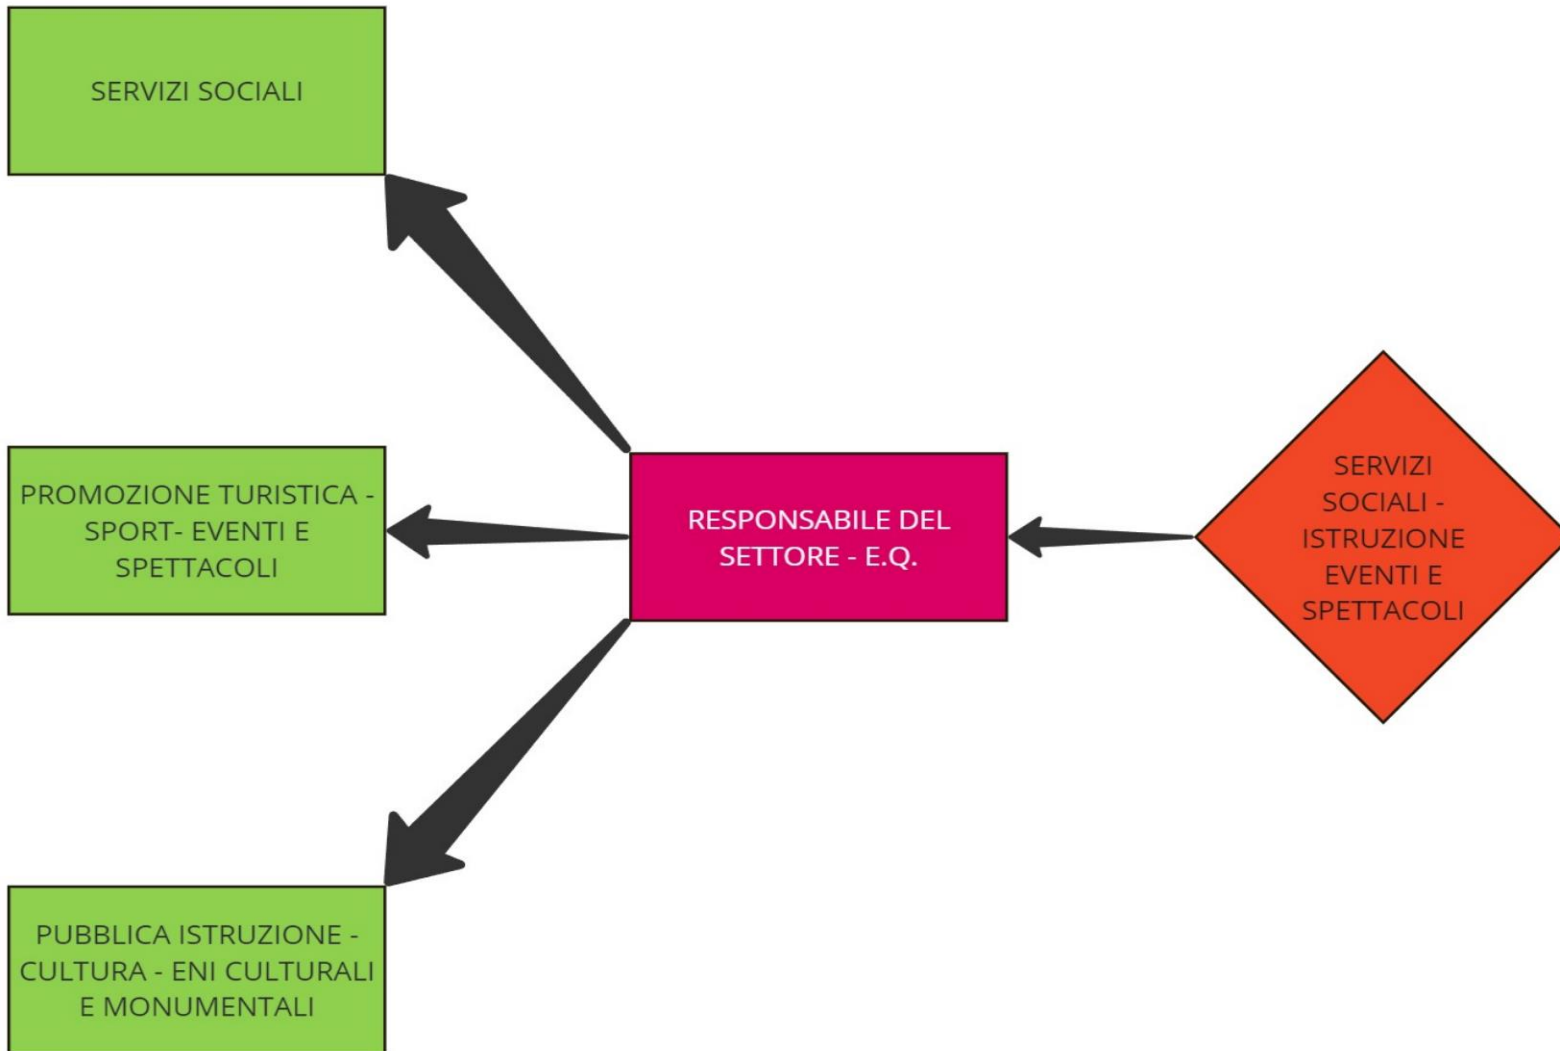 SERVIZI SOCIALI
PROMOZIONE TURISTICA -
SPORT- EVENTI E
SPETTACOLI
PUBBLICA ISTRUZIONE -
CULTURA - ENI CULTURALI
E MONUMENTALI
RESPONSABILE DEL
SETTORE - E.Q.
SERVIZI
SOCIALI -
ISTRUZIONE
EVENTI E
SPETTACOLI